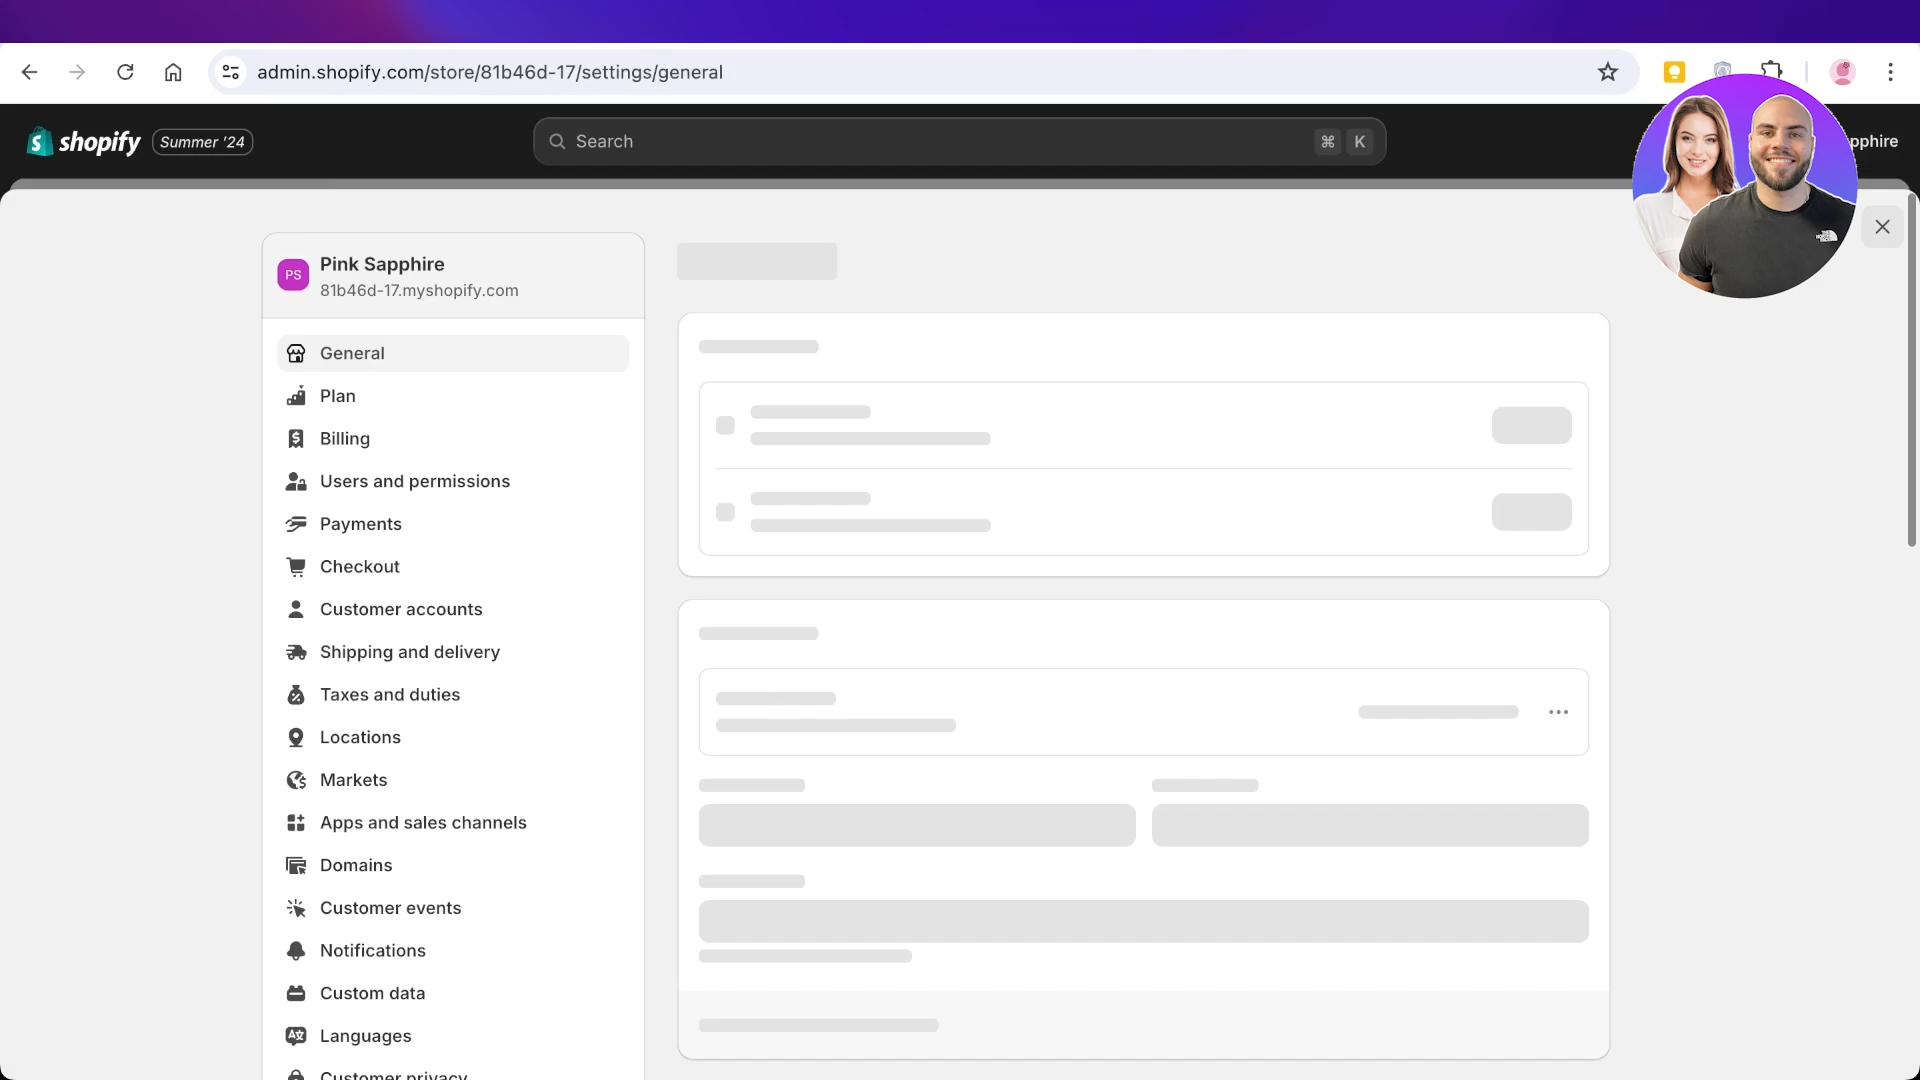 admin.shopify.com/store/81b46d-17/settings/general
shopify Summer '24
Search ⌘ K
pphire
Pink Sapphire
PS
81b46d-17.myshopify.com
General
Plan
Billing
Users and permissions
Payments
Checkout
Customer accounts
Shipping and delivery
Taxes and duties
Locations
Markets
Apps and sales channels
Domains
Customer events
Notifications
Custom data
Languages
Customer privacy